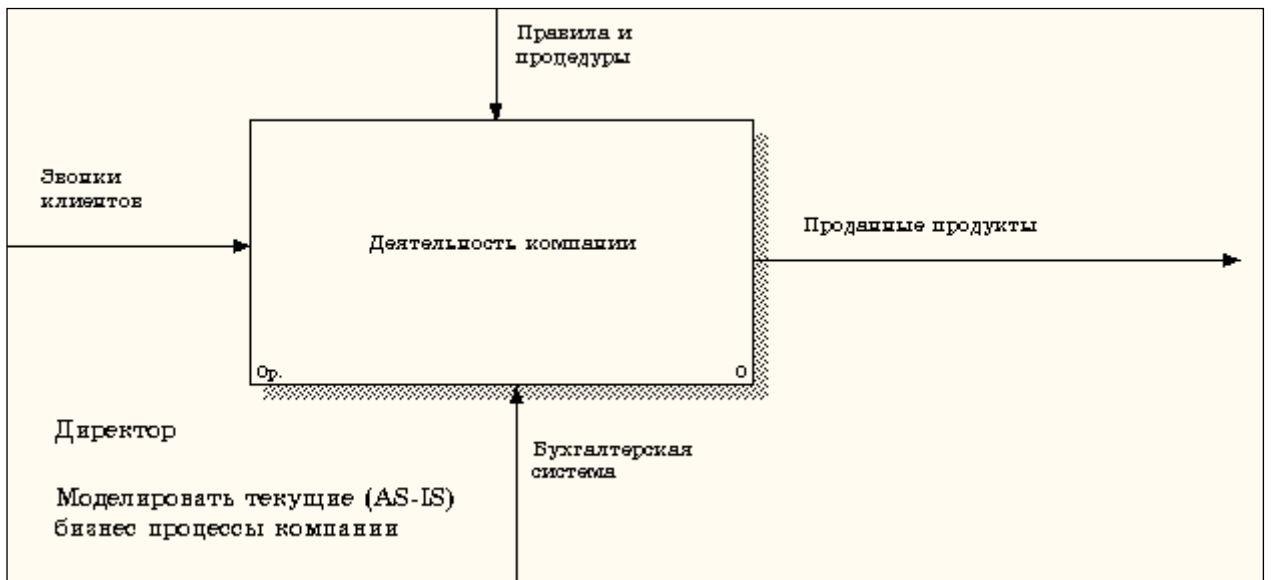 Правила и
процедуры
Звонки
клиентов
Деятельность компании
Проданные продукты
0р.
0
Директор
Бухгалтерская
система
Моделировать текущие (AS-IS)
бизнес процессы компании